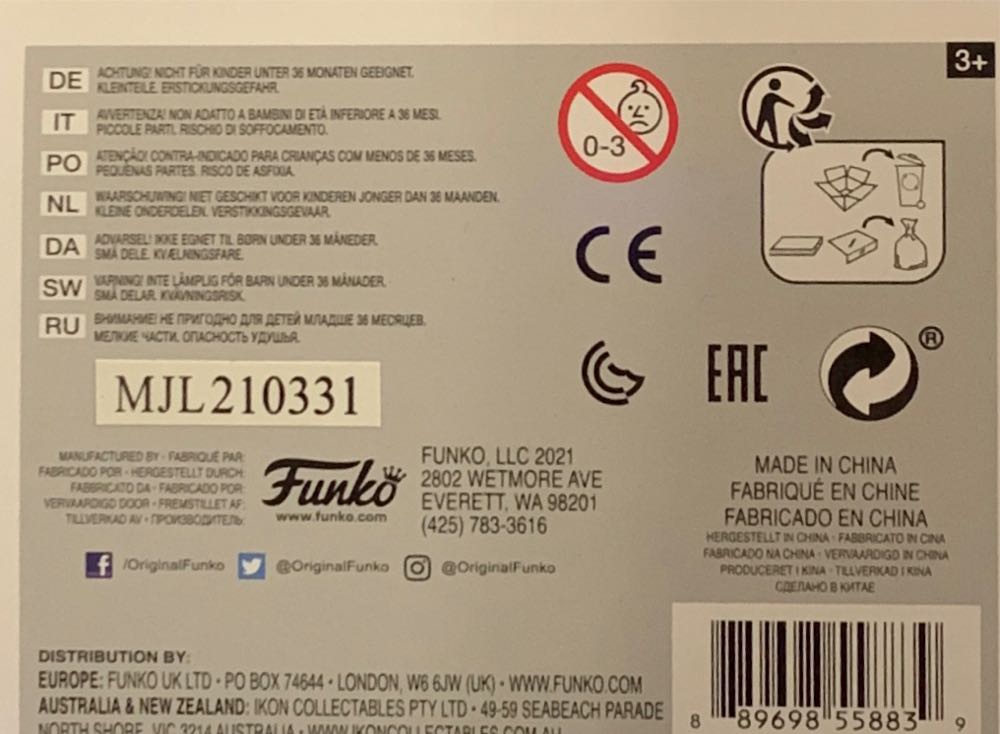 3+
DE ACHTUNG! NICHT FÜR KINDER UNTER 36 MONATEN GEEIGNET.
KLEINTEILE. ERSTICKUNGSGEFAHR.
IT AVVERTENZA! NON ADATTO A BAMBINI DI ETÀ INFERIORE A 36 MESI.
PICCOLE PARTI. RISCHIO DI SOFFOCAMENTO.
PO ATENÇÃO! CONTRA-INDICADO PARA CRIANÇAS COM MENOS DE 36 MESES.
PEQUENAS PARTES. RISCO DE ASFIXIA.
NL WAARSCHUWING! NIET GESCHIKT VOOR KINDEREN JONGER DAN 36 MAANDEN.
KLEINE ONDERDELEN. VERSTIKKINGSGEVAAR.
DA ADVARSEL! IKKE EGNET TIL BØRN UNDER 36 MÅNEDER.
SMÅ DELE. KVÆLNINGSFARE.
SW VARNING! INTE LÄMPLIG FÖR BARN UNDER 36 MÅNADER.
SMÅ DELAR. KVÄVNINGSRISK.
RU ВНИМАНИЕ! НЕ ПРИГОДНО ДЛЯ ДЕТЕЙ МЛАДШЕ 36 МЕСЯЦЕВ.
МЕЛКИЕ ЧАСТИ. ОПАСНОСТЬ УДУШЬЯ.
0-3
CE
EAC
®
MJL210331
MANUFACTURED BY · FABRIQUÉ PAR:
FABRICADO POR · HERGESTELLT DURCH:
FABBRICATO DA · FABRICADO POR:
VERVAARDIGD DOOR · FREMSTILLET AF:
TILLVERKAD AV · ПРОИЗВОДИТЕЛЬ:
Funko
www.funko.com
FUNKO, LLC 2021
2802 WETMORE AVE
EVERETT, WA 98201
(425) 783-3616
/OriginalFunko @OriginalFunko @OriginalFunko
MADE IN CHINA
FABRIQUÉ EN CHINE
FABRICADO EN CHINA
HERGESTELLT IN CHINA · FABBRICATO IN CINA
FABRICADO NA CHINA · VERVAARDIGD IN CHINA
PRODUCERET I KINA · TILLVERKAD I KINA
СДЕЛАНО В КИТАЕ
DISTRIBUTION BY:
EUROPE: FUNKO UK LTD · PO BOX 74644 · LONDON, W6 6JW (UK) · WWW.FUNKO.COM
AUSTRALIA & NEW ZEALAND: IKON COLLECTABLES PTY LTD · 49-59 SEABEACH PARADE
NORTH SHORE, VIC 3214 AUSTRALIA · WWW.IKONCOLLECTABLES.COM.AU
8 89698 55883 9